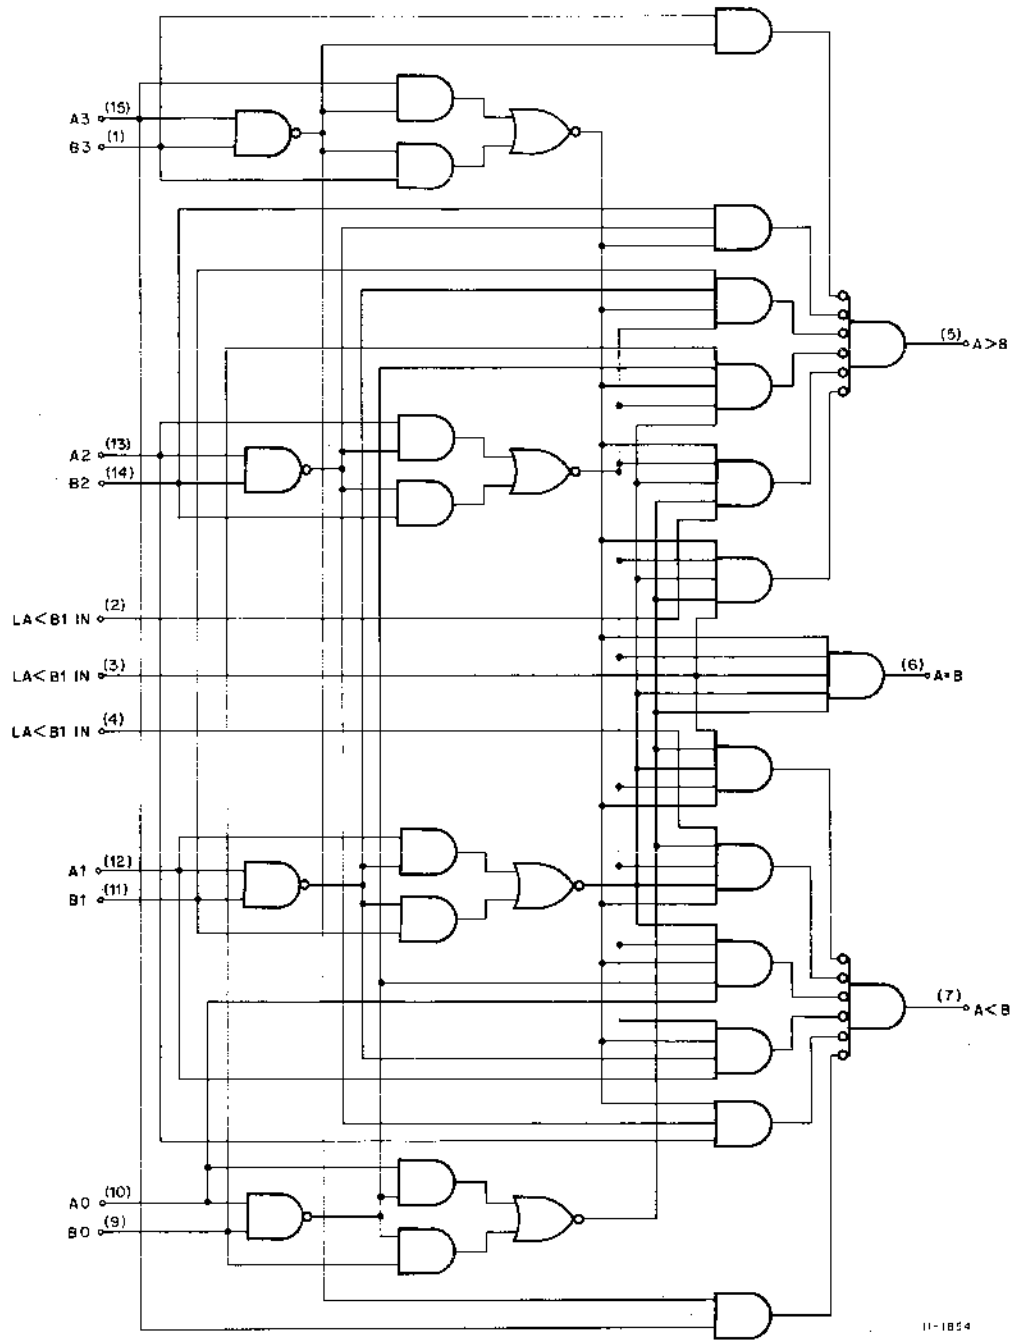 A3 (15)
B3 (1)
(5) A>B
A2 (13)
B2 (14)
LA<B1 IN (2)
LA<B1 IN (3)
(6) A=B
LA<B1 IN (4)
A1 (12)
B1 (11)
(7) A<B
A0 (10)
B0 (9)
11-1854